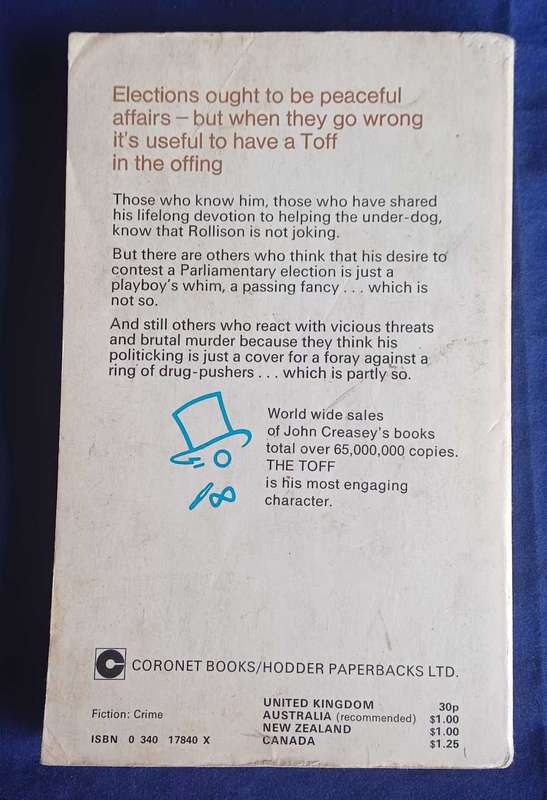 Elections ought to be peaceful
affairs – but when they go wrong
it's useful to have a Toff
in the offing
Those who know him, those who have shared
his lifelong devotion to helping the under-dog,
know that Rollison is not joking.
But there are others who think that his desire to
contest a Parliamentary election is just a
playboy's whim, a passing fancy . . . which is
not so.
And still others who react with vicious threats
and brutal murder because they think his
politicking is just a cover for a foray against a
ring of drug-pushers . . . which is partly so.
World wide sales
of John Creasey's books
total over 65,000,000 copies.
THE TOFF
is his most engaging
character.
CORONET BOOKS/HODDER PAPERBACKS LTD.
Fiction: Crime
ISBN 0 340 17840 X
UNITED KINGDOM 30p
AUSTRALIA (recommended) $1.00
NEW ZEALAND $1.00
CANADA $1.25